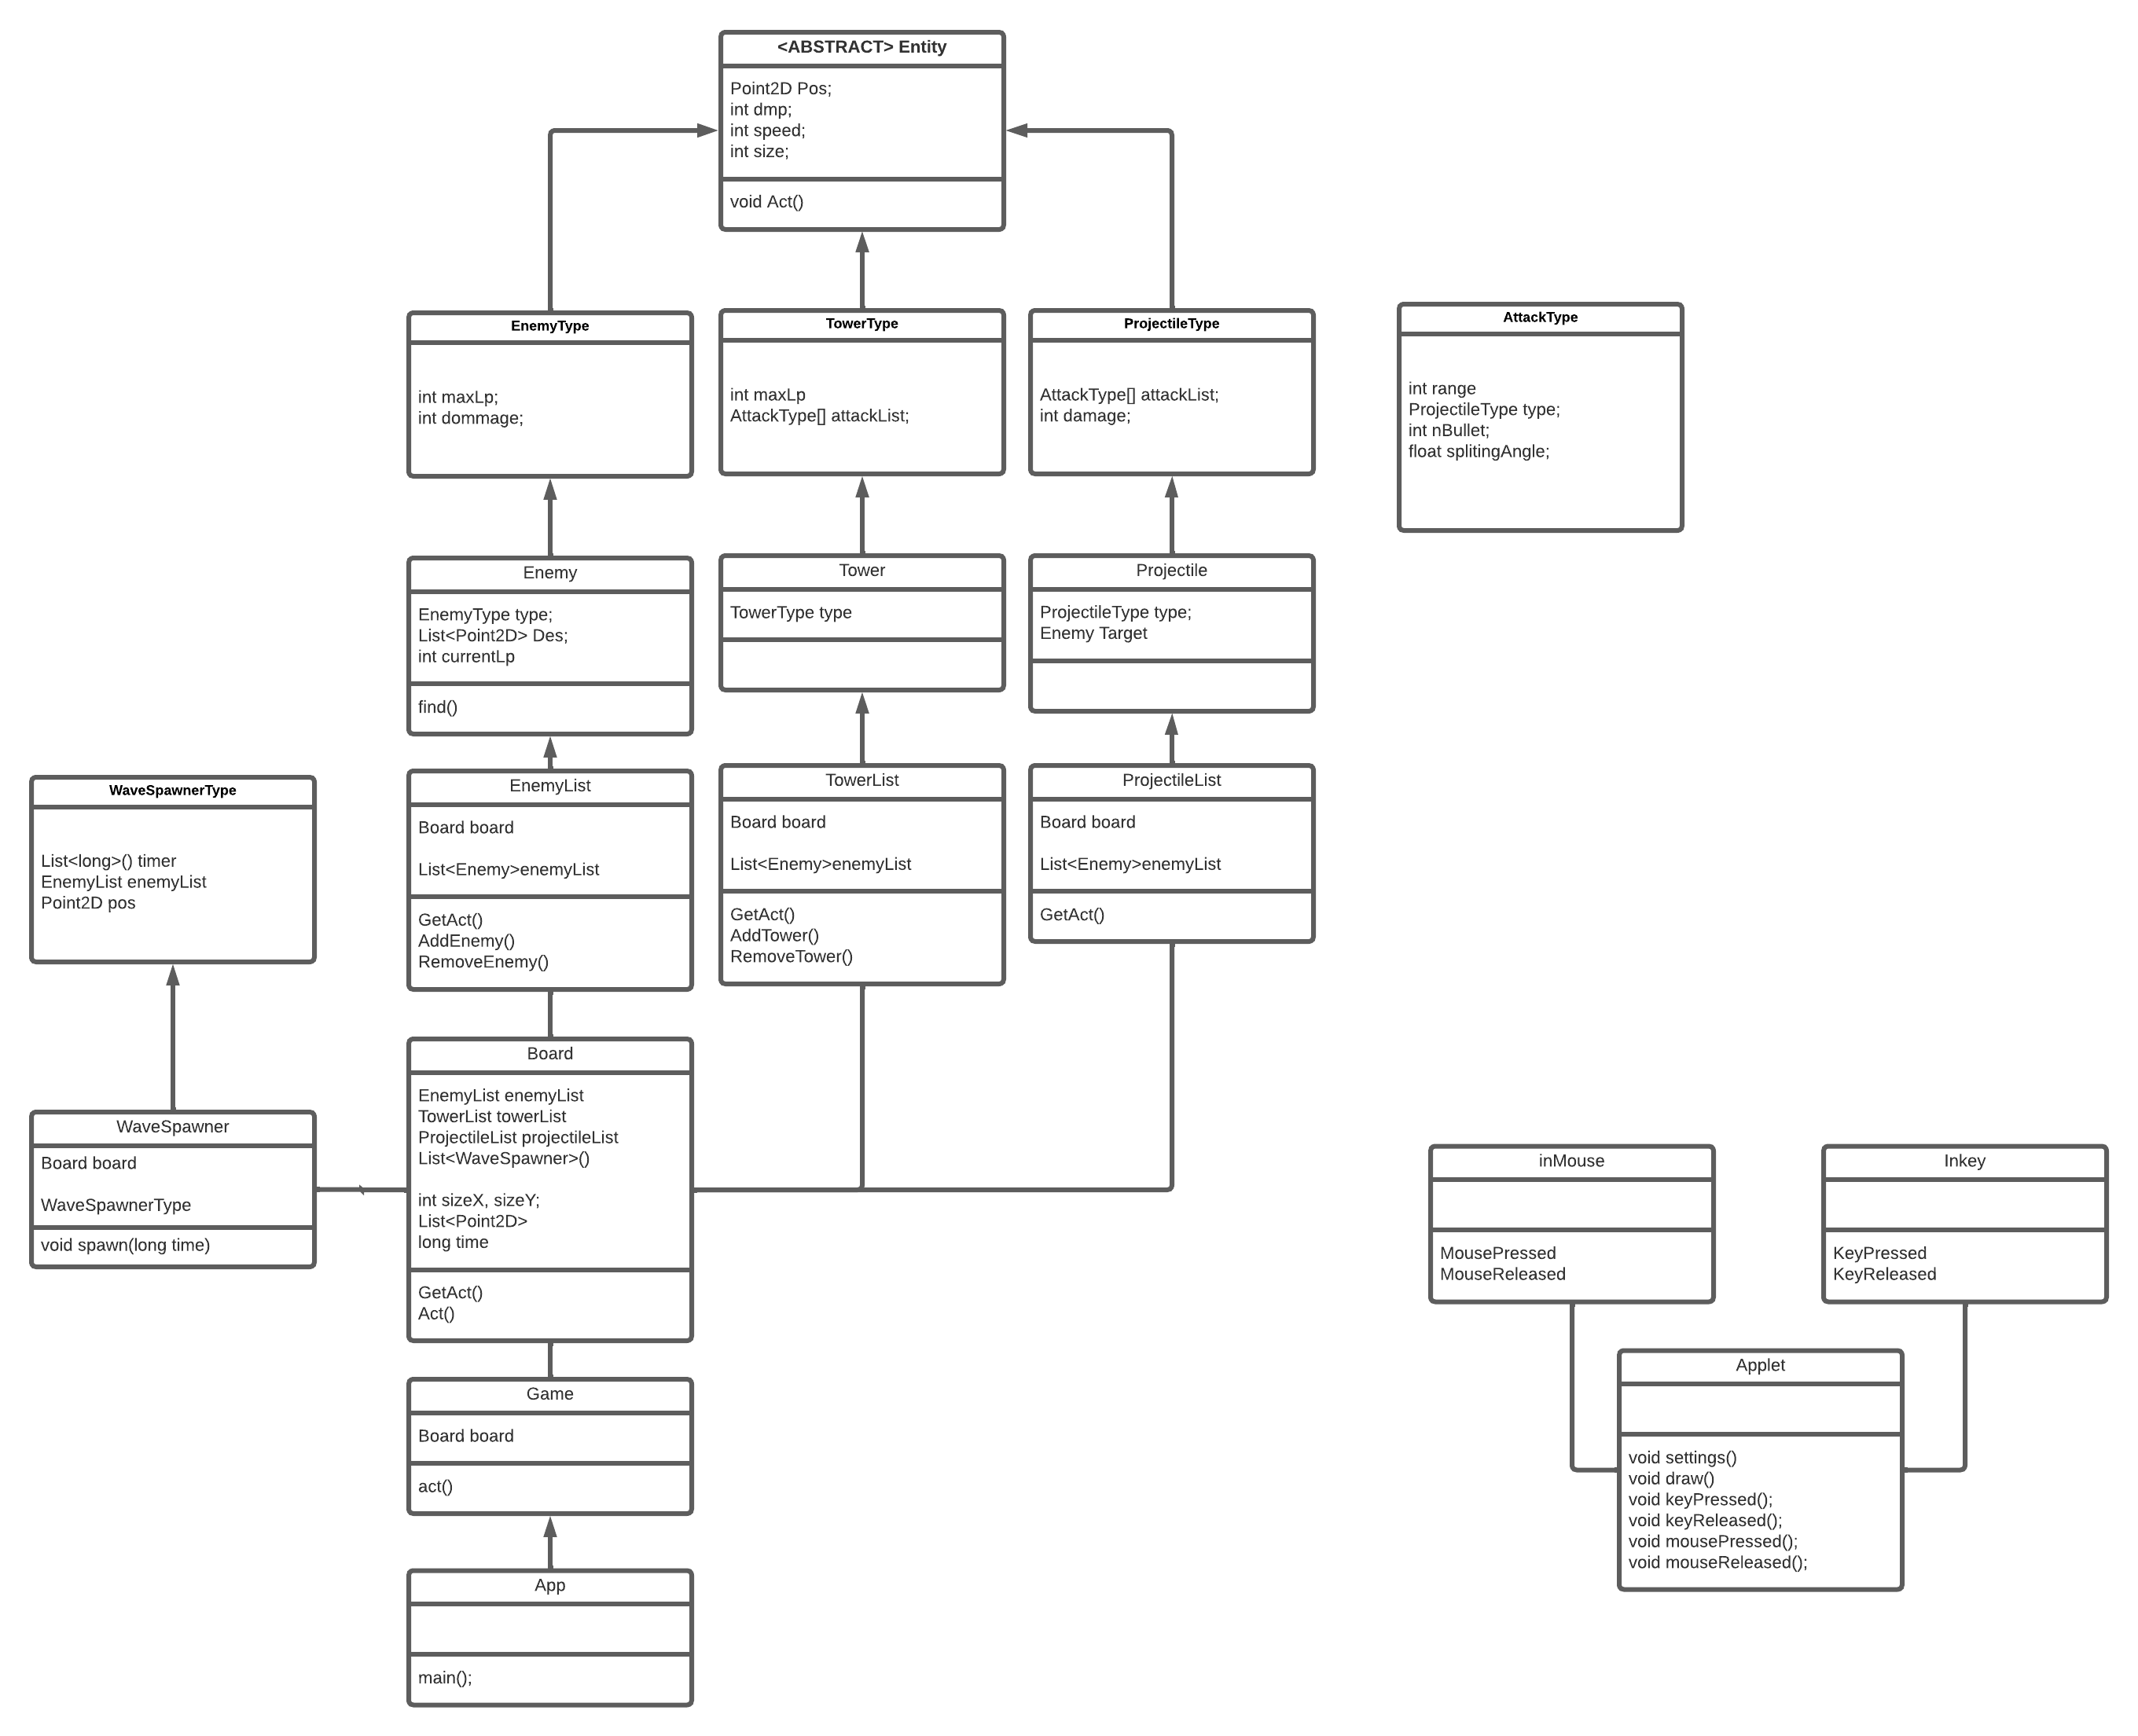 <ABSTRACT> Entity
Point2D Pos;
int dmp;
int speed;
int size;
void Act()
EnemyType
int maxLp;
int dommage;
TowerType
int maxLp
AttackType[] attackList;
ProjectileType
AttackType[] attackList;
int damage;
AttackType
int range
ProjectileType type;
int nBullet;
float splitingAngle;
Enemy
EnemyType type;
List<Point2D> Des;
int currentLp
find()
Tower
TowerType type
Projectile
ProjectileType type;
Enemy Target
WaveSpawnerType
List<long>() timer
EnemyList enemyList
Point2D pos
EnemyList
Board board
List<Enemy>enemyList
GetAct()
AddEnemy()
RemoveEnemy()
TowerList
Board board
List<Enemy>enemyList
GetAct()
AddTower()
RemoveTower()
ProjectileList
Board board
List<Enemy>enemyList
GetAct()
WaveSpawner
Board board
WaveSpawnerType
void spawn(long time)
Board
EnemyList enemyList
TowerList towerList
ProjectileList projectileList
List<WaveSpawner>()
int sizeX, sizeY;
List<Point2D>
long time
GetAct()
Act()
inMouse
MousePressed
MouseReleased
Inkey
KeyPressed
KeyReleased
Game
Board board
act()
Applet
void settings()
void draw()
void keyPressed();
void keyReleased();
void mousePressed();
void mouseReleased();
App
main();